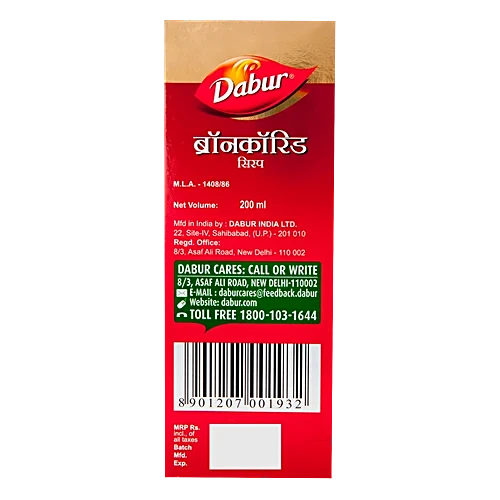 Dabur®
ब्रॉनकॉरिड
सिरप
M.L.A. - 1408/86
Net Volume: 200 ml
Mfd in India by : DABUR INDIA LTD.
22, Site-IV, Sahibabad, (U.P.) - 201 010
Regd. Office:
8/3, Asaf Ali Road, New Delhi - 110 002
DABUR CARES: CALL OR WRITE
8/3, ASAF ALI ROAD, NEW DELHI-110002
E-MAIL : daburcares@feedback.dabur
Website: dabur.com
TOLL FREE 1800-103-1644
8 901207 001932
MRP Rs.
incl., of
all taxes
Batch
Mfd.
Exp.